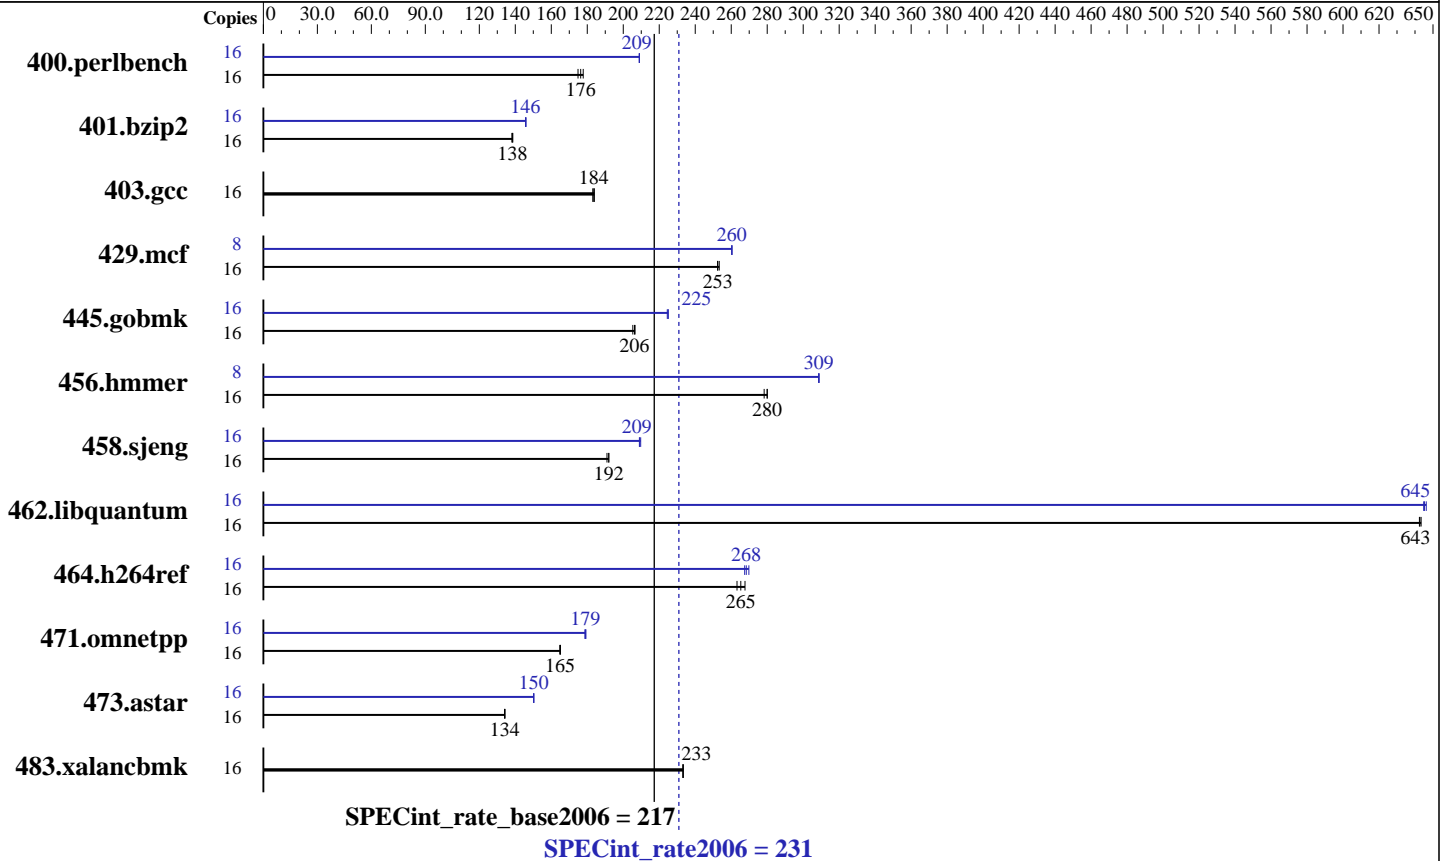 Copies 0 30.0 60.0 90.0 120 140 160 180 200 220 240 260 280 300 320 340 360 380 400 420 440 460 480 500 520 540 560 580 600 620 650
400.perlbench 16 209
16 176
401.bzip2 16 146
16 138
403.gcc 16 184
429.mcf 8 260
16 253
445.gobmk 16 225
16 206
456.hmmer 8 309
16 280
458.sjeng 16 209
16 192
462.libquantum 16 645
16 643
464.h264ref 16 268
16 265
471.omnetpp 16 179
16 165
473.astar 16 150
16 134
483.xalancbmk 16 233
SPECint_rate_base2006 = 217
SPECint_rate2006 = 231